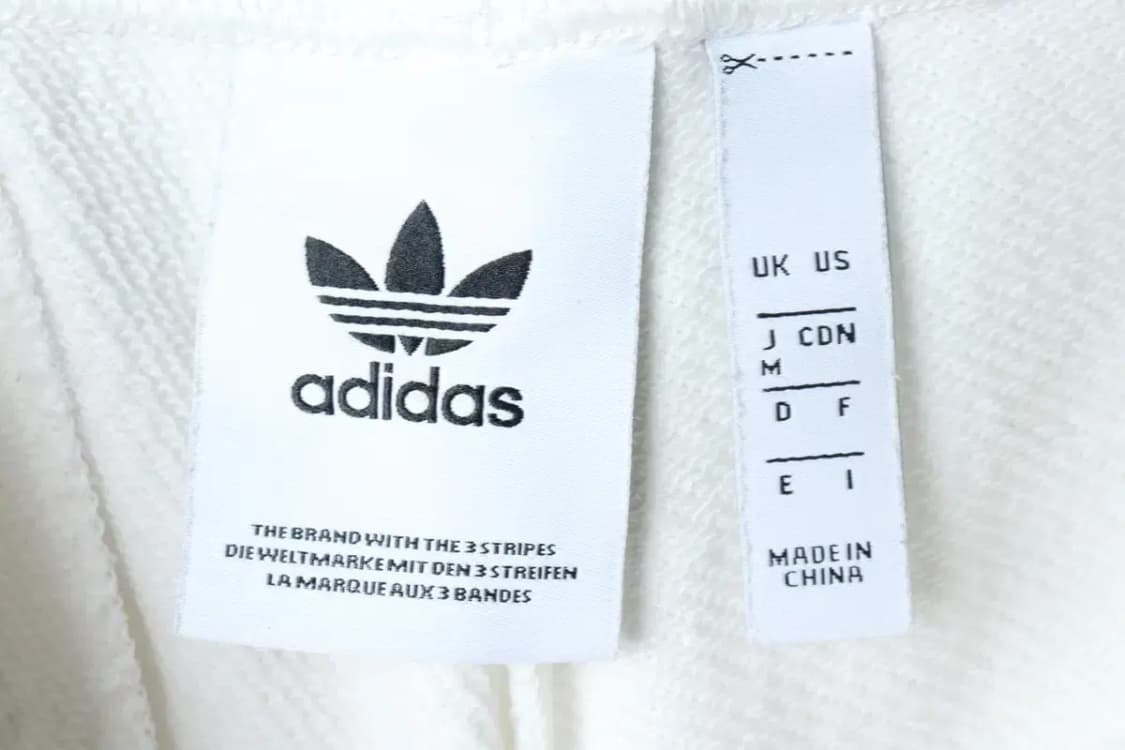 adidas
THE BRAND WITH THE 3 STRIPES
DIE WELTMARKE MIT DEN 3 STREIFEN
LA MARQUE AUX 3 BANDES
UK US
J CDN
M
D F
E I
MADE IN
CHINA